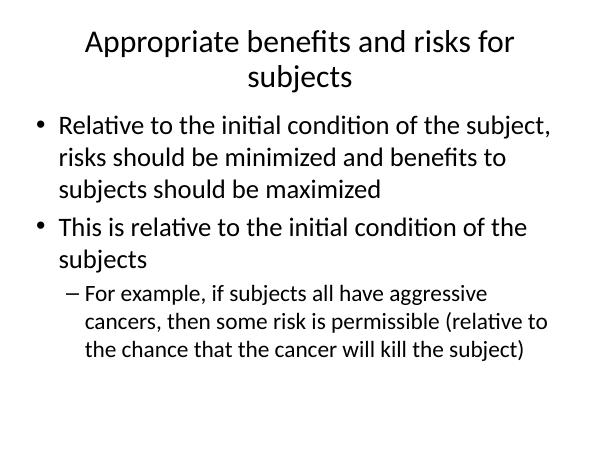 Appropriate benefits and risks for
subjects
• Relative to the initial condition of the subject,
risks should be minimized and benefits to
subjects should be maximized
• This is relative to the initial condition of the
subjects
– For example, if subjects all have aggressive
cancers, then some risk is permissible (relative to
the chance that the cancer will kill the subject)